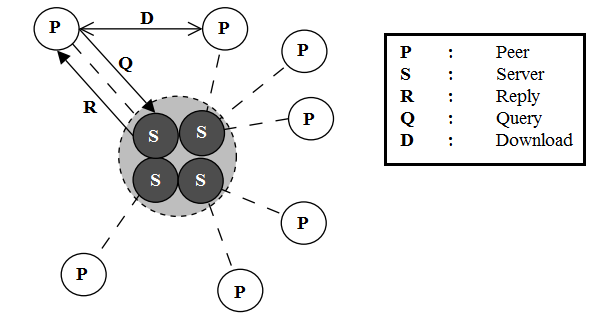 P
D
P
P
Q
R
P
S
S
S
S
P
P
P
P : Peer
S : Server
R : Reply
Q : Query
D : Download